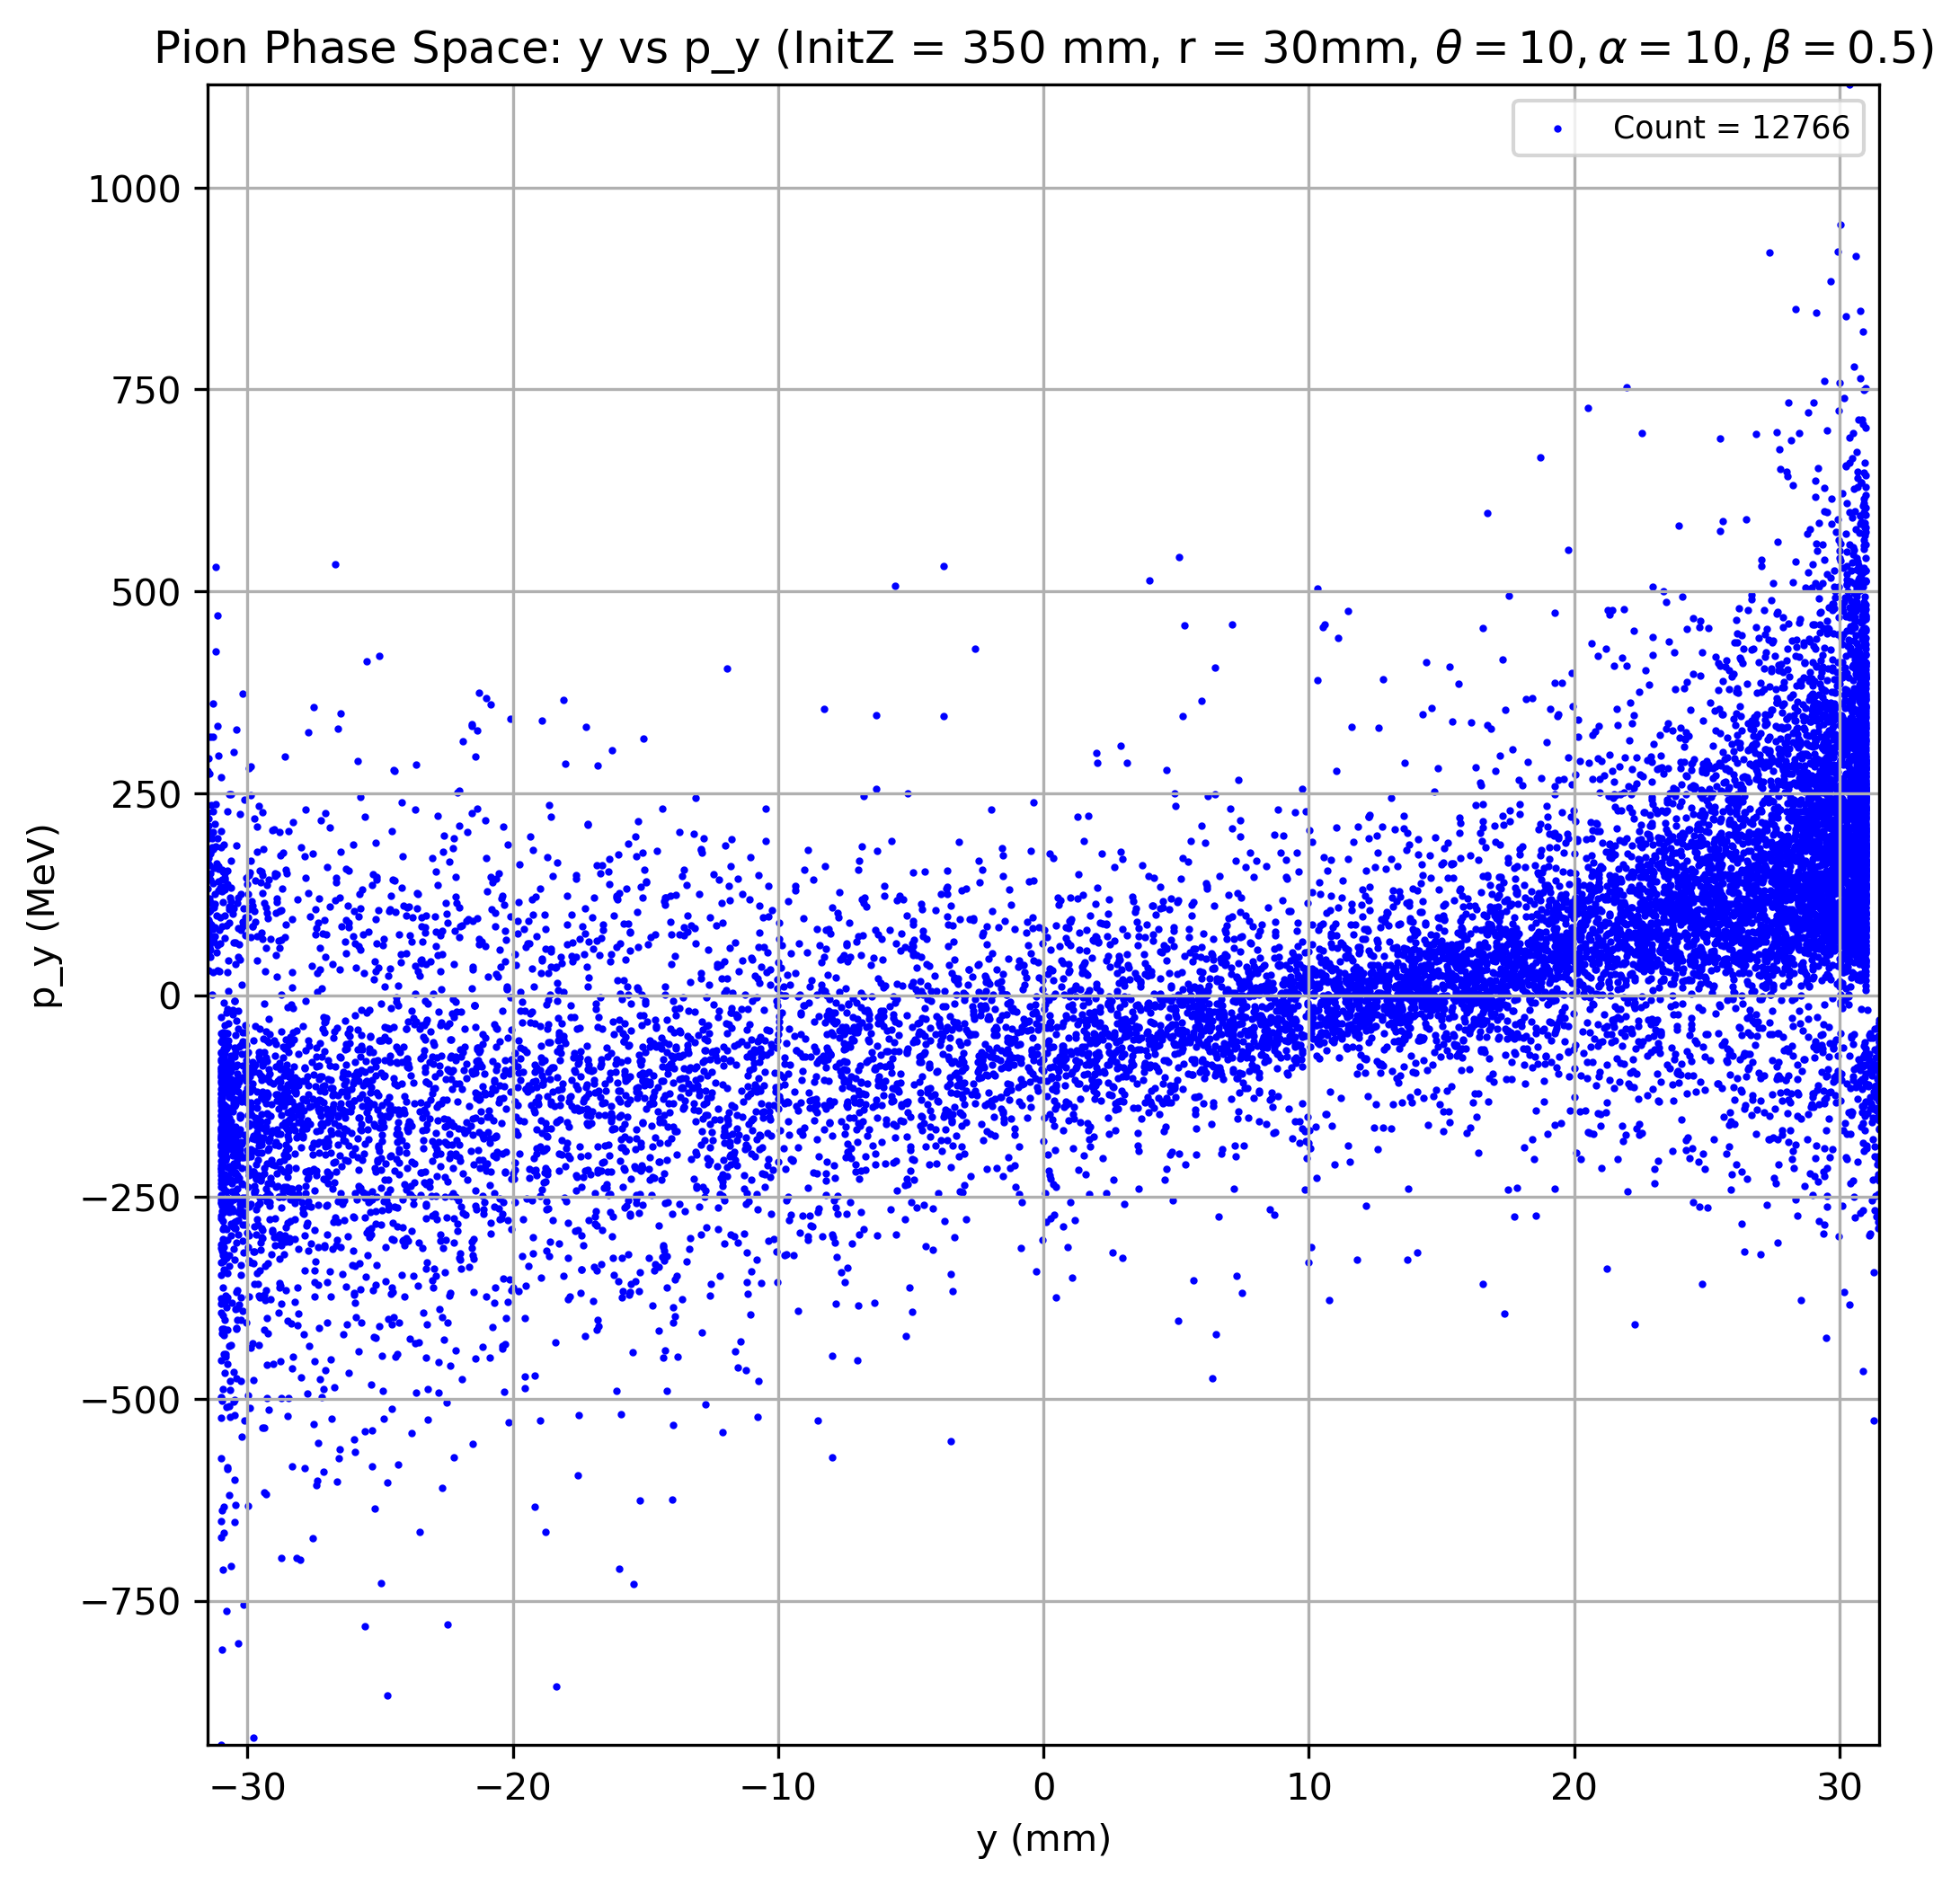 Pion Phase Space: y vs p_y (InitZ = 350 mm, r = 30mm, θ = 10, α = 10, β = 0.5)
Count = 12766
1000
750
500
250
0
−250
−500
−750
p_y (MeV)
−30 −20 −10 0 10 20 30
y (mm)